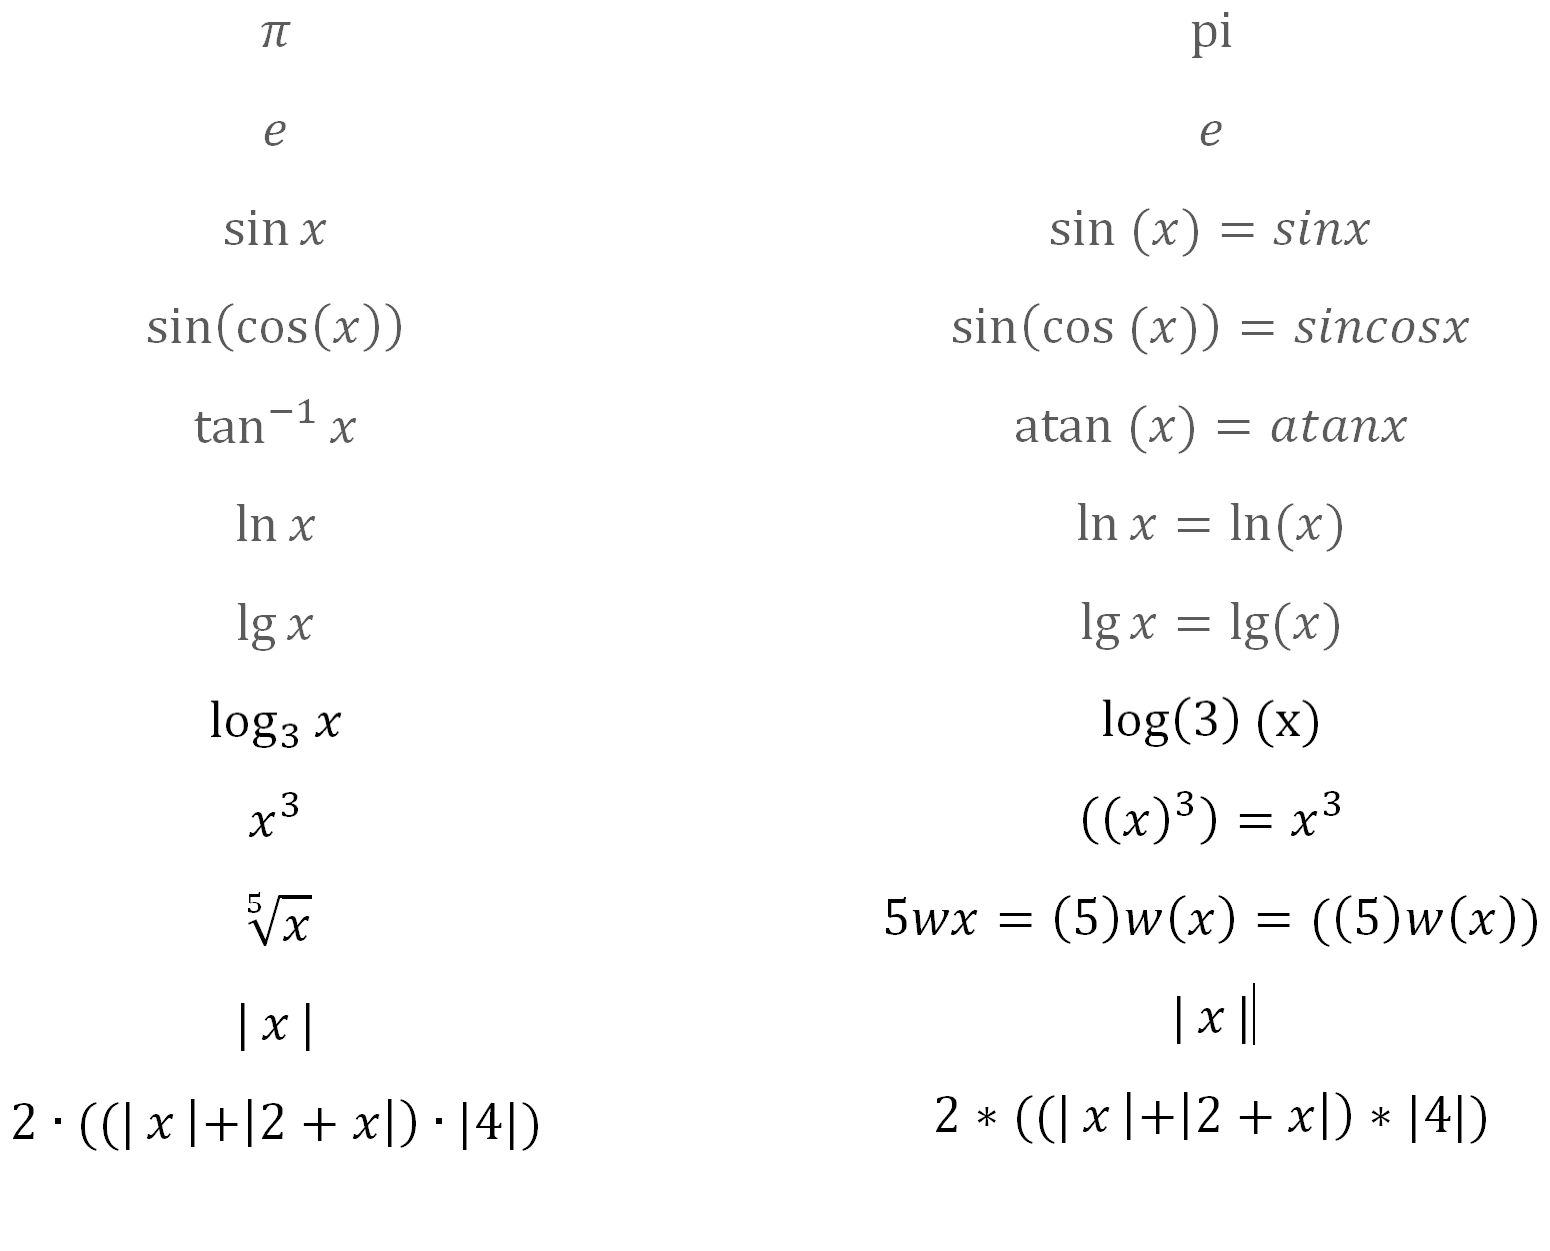 π pi
e e
sin x sin (x) = sinx
sin(cos(x)) sin(cos (x)) = sincosx
tan⁻¹ x atan (x) = atanx
ln x ln x = ln(x)
lg x lg x = lg(x)
log₃ x log(3) (x)
x³ ((x)³) = x³
⁵√x 5wx = (5)w(x) = ((5)w(x))
| x | | x |
2 · ((| x |+|2 + x|) · |4|) 2 ∗ ((| x |+|2 + x|) ∗ |4|)